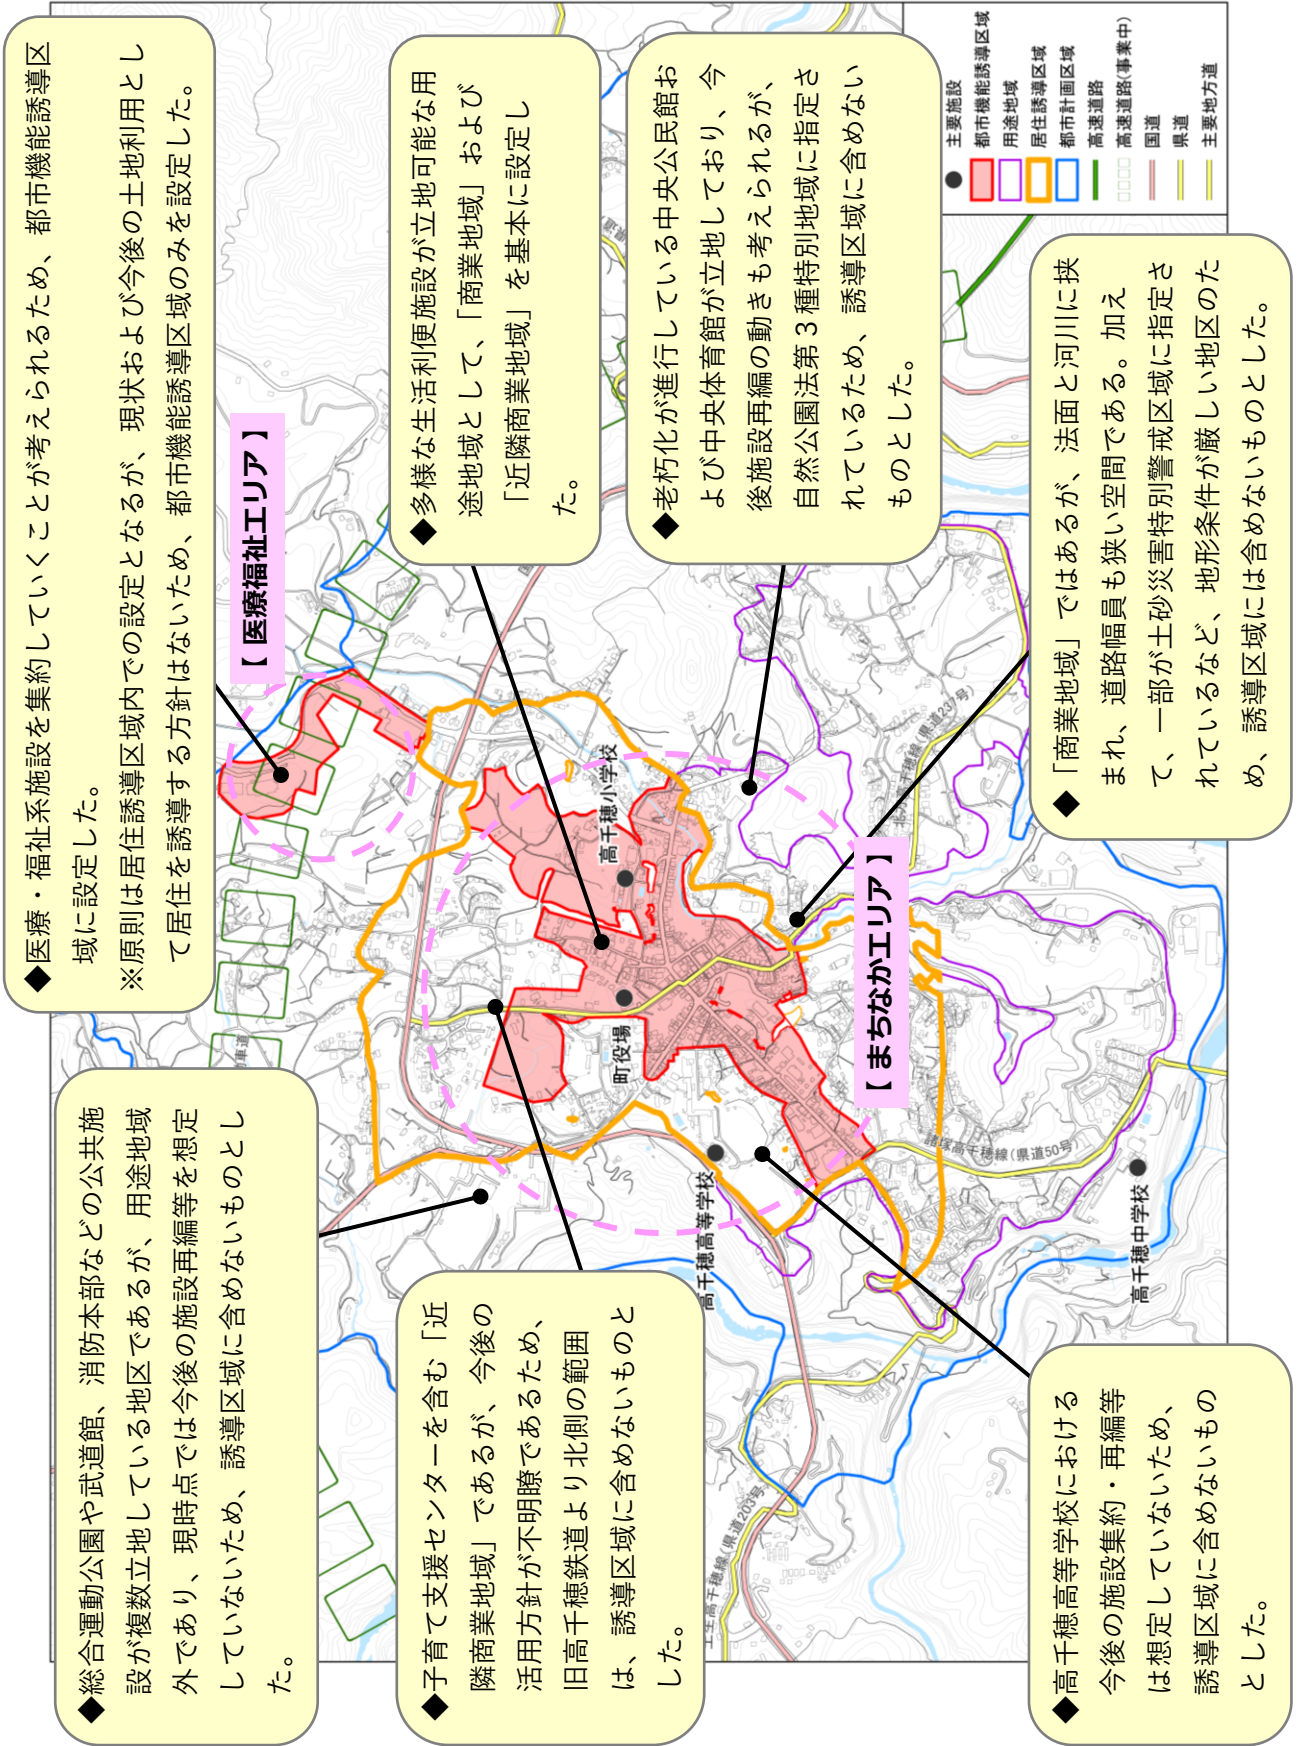 ◆総合運動公園や武道館、消防本部などの公共施
設が複数立地している地区であるが、用途地域
外であり、現時点では今後の施設再編等を想定
していないため、誘導区域に含めないものとし
た。
◆医療・福祉系施設を集約していくことが考えられるため、都市機能誘導区
域に設定した。
※原則は居住誘導区域内での設定となるが、現状および今後の土地利用とし
て居住を誘導する方針はないため、都市機能誘導区域のみを設定した。
【 医療福祉エリア 】
◆多様な生活利便施設が立地可能な用
途地域として、「商業地域」および
「近隣商業地域」を基本に設定し
た。
◆老朽化が進行している中央公民館お
よび中央体育館が立地しており、今
後施設再編の動きも考えられるが、
自然公園法第３種特別地域に指定さ
れているため、誘導区域に含めない
ものとした。
◆「商業地域」ではあるが、法面と河川に挟
まれ、道路幅員も狭い空間である。加え
て、一部が土砂災害特別警戒区域に指定さ
れているなど、地形条件が厳しい地区のた
め、誘導区域には含めないものとした。
◆子育て支援センターを含む「近
隣商業地域」であるが、今後の
活用方針が不明瞭であるため、
旧高千穂鉄道より北側の範囲
は、誘導区域に含めないものと
した。
◆高千穂高等学校における
今後の施設集約・再編等
は想定していないため、
誘導区域に含めないもの
とした。
【 まちなかエリア 】
高千穂小学校
町役場
高千穂高等学校
高千穂中学校
諸塚高千穂線(県道50号)
(県道237号)
高千穂線(県道203号)
主要施設
都市機能誘導区域
用途地域
居住誘導区域
都市計画区域
高速道路
高速道路(事業中)
国道
県道
主要地方道